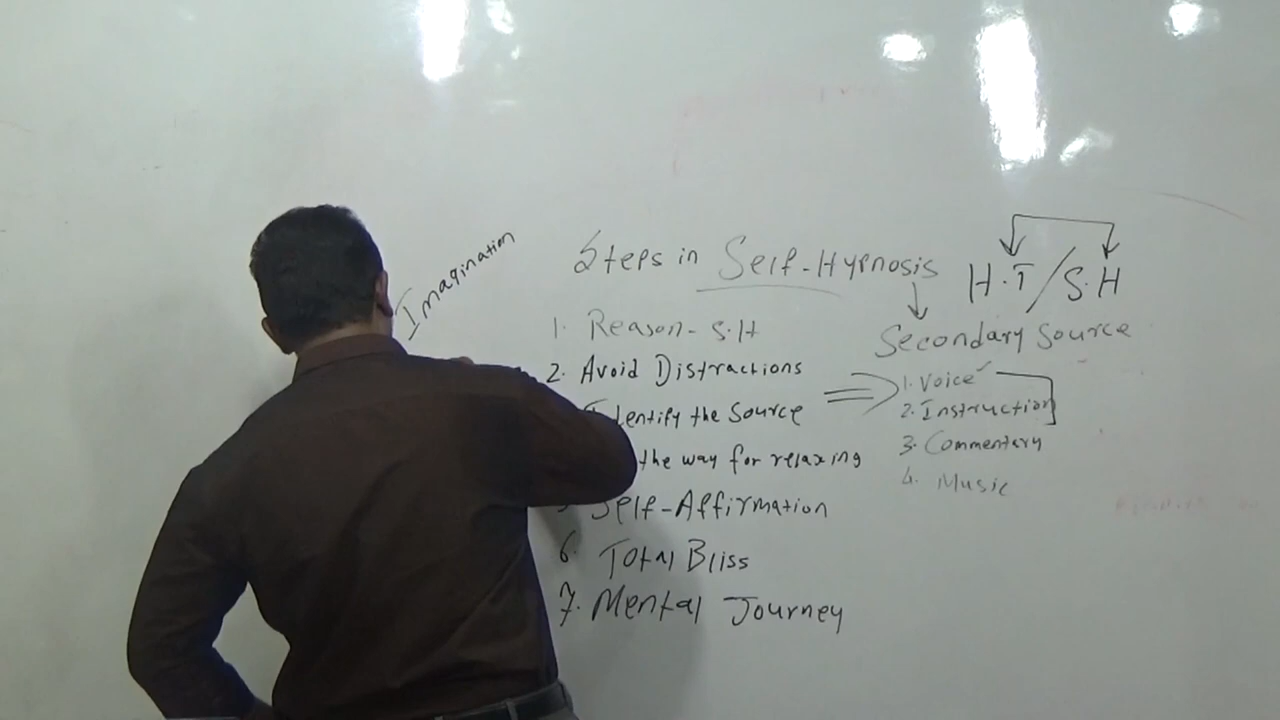 Imagination
Steps in Self-Hypnosis
H.T/S.H
1. Reason-S.H
2. Avoid Distractions
Identify the Source
the way for relaxing
5 Self-Affirmation
6. Total Bliss
7. Mental Journey
Secondary Source
1. Voice
2. Instruction
3. Commentary
4. Music